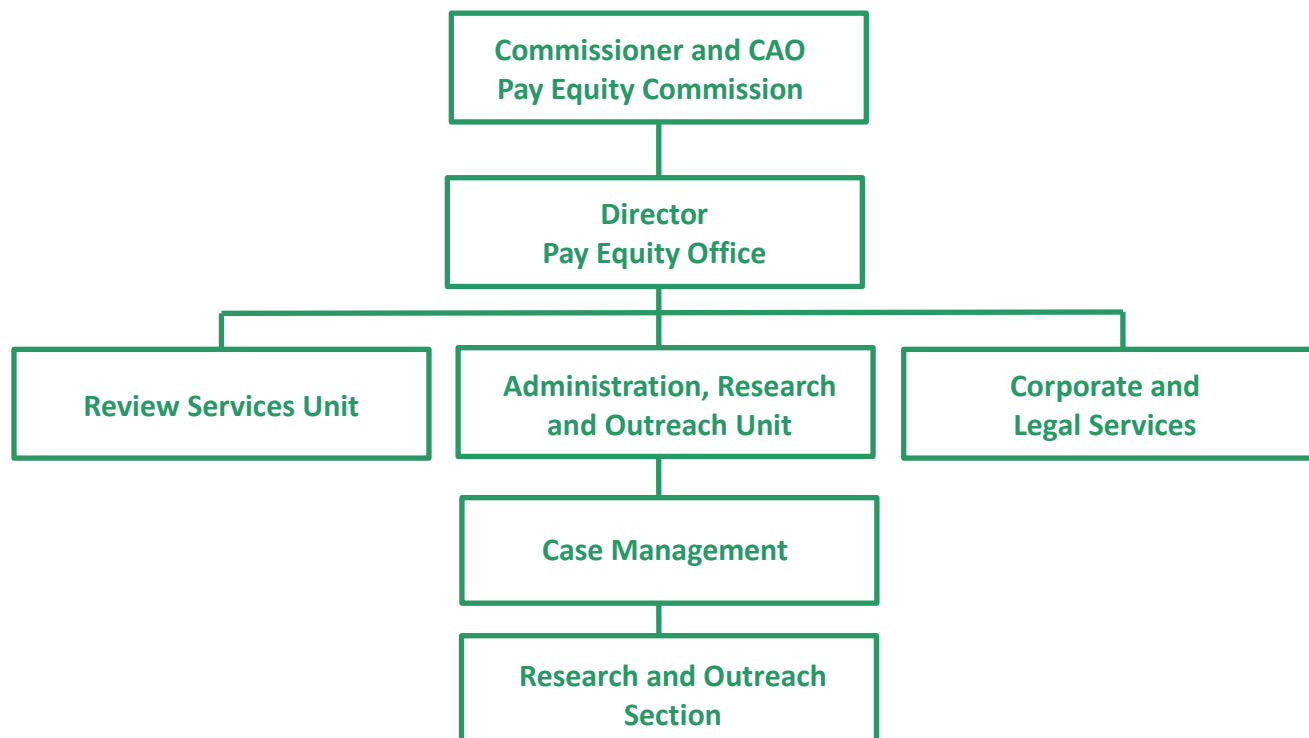 Commissioner and CAO
Pay Equity Commission
Director
Pay Equity Office
Review Services Unit
Administration, Research
and Outreach Unit
Corporate and
Legal Services
Case Management
Research and Outreach
Section